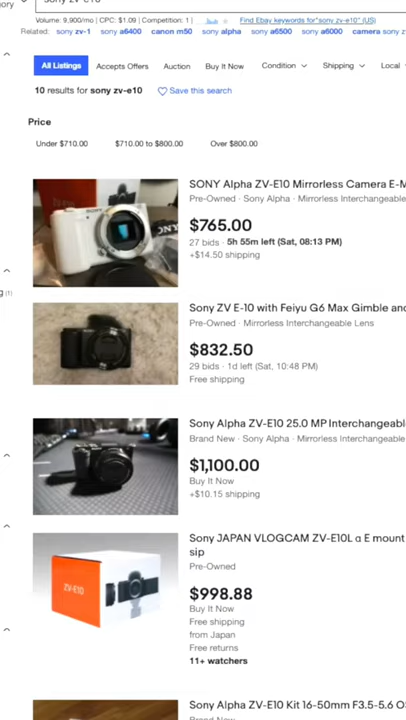 Volume: 9,900/mo | CPC: $1.09 | Competition: 1 |
Find Ebay keywords for"sony zv-e10" (US)
Related: sony zv-1 sony a6400 canon m50 sony alpha sony a6500 sony a6000 camera sony z
All Listings Accepts Offers Auction Buy It Now Condition Shipping Local
10 results for sony zv-e10 Save this search
Price
Under $710.00 $710.00 to $800.00 Over $800.00
SONY Alpha ZV-E10 Mirrorless Camera E-M
Pre-Owned · Sony Alpha · Mirrorless Interchangeable
$765.00
27 bids · 5h 55m left (Sat, 08:13 PM)
+$14.50 shipping
(1)
Sony ZV E-10 with Feiyu G6 Max Gimble and
Pre-Owned · Mirrorless Interchangeable Lens
$832.50
29 bids · 1d left (Sat, 10:48 PM)
Free shipping
Sony Alpha ZV-E10 25.0 MP Interchangeabl
Brand New · Sony Alpha · Mirrorless Interchangeable
$1,100.00
Buy It Now
+$10.15 shipping
Sony JAPAN VLOGCAM ZV-E10L α E mount
sip
Pre-Owned
ZV-E10
$998.88
Buy It Now
Free shipping
from Japan
Free returns
11+ watchers
Sony Alpha ZV-E10 Kit 16-50mm F3.5-5.6 O
Brand New